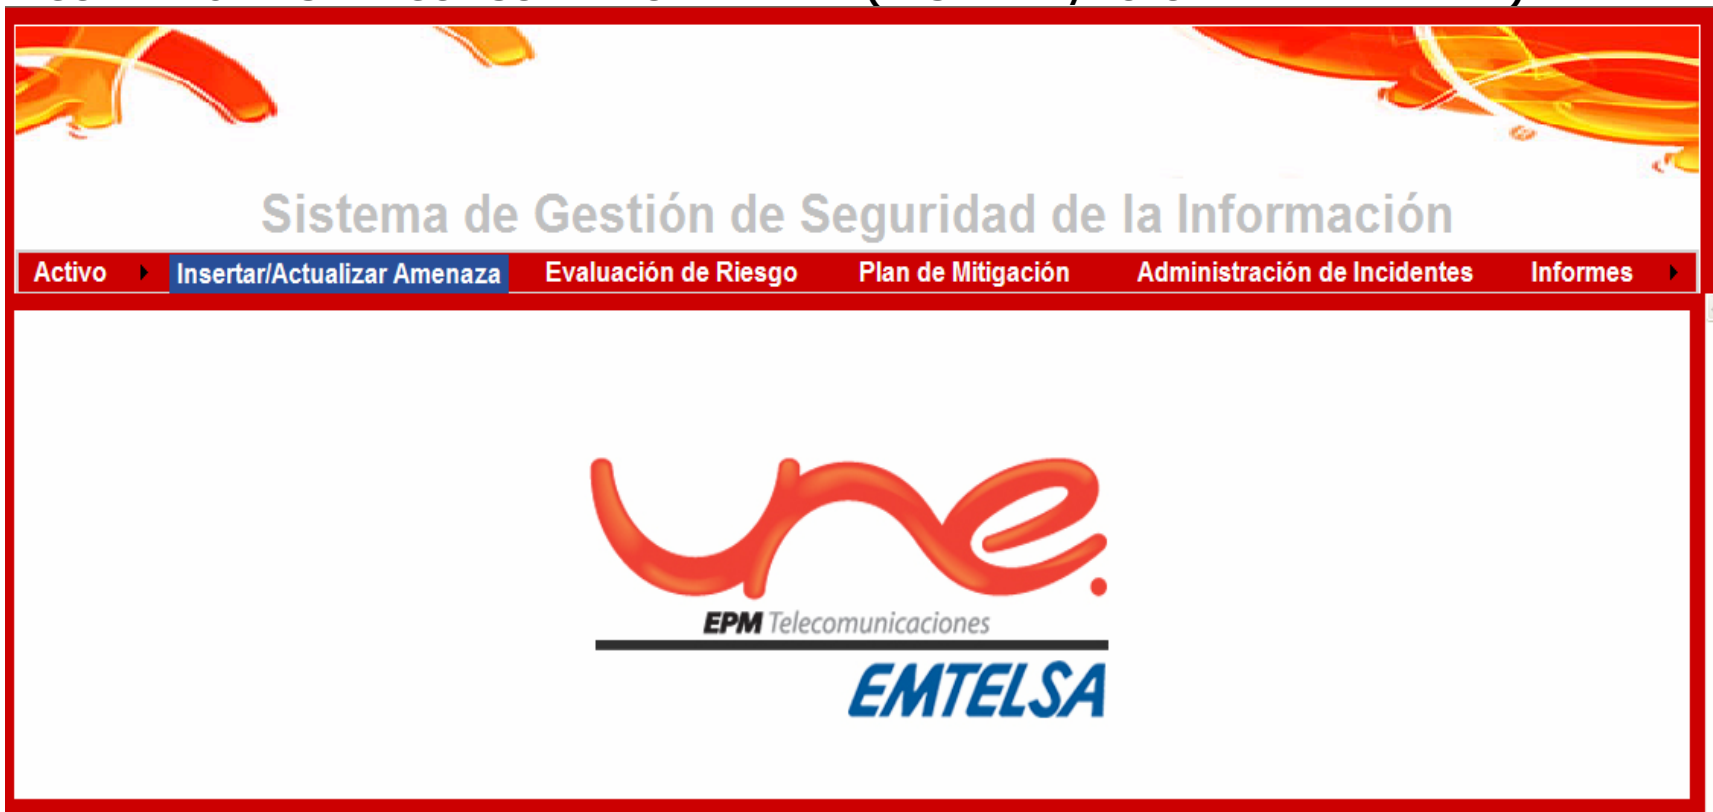 Sistema de Gestión de Seguridad de la Información
Activo Insertar/Actualizar Amenaza Evaluación de Riesgo Plan de Mitigación Administración de Incidentes Informes
une.
EPM Telecomunicaciones
EMTELSA